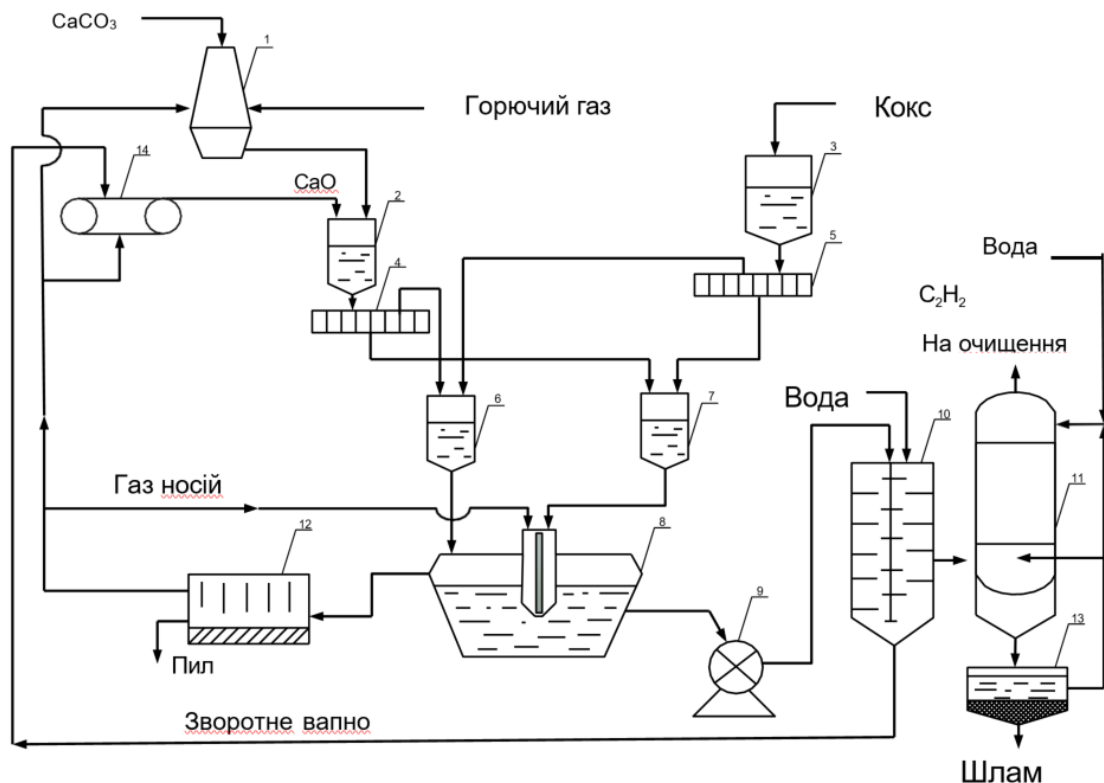 CaCO₃
1
Горючий газ
Кокс
14
CaO
2
3
4
5
Вода
C₂H₂
На очищення
6
7
Вода
10
11
Газ носій
12
8
9
13
Пил
Зворотне вапно
Шлам